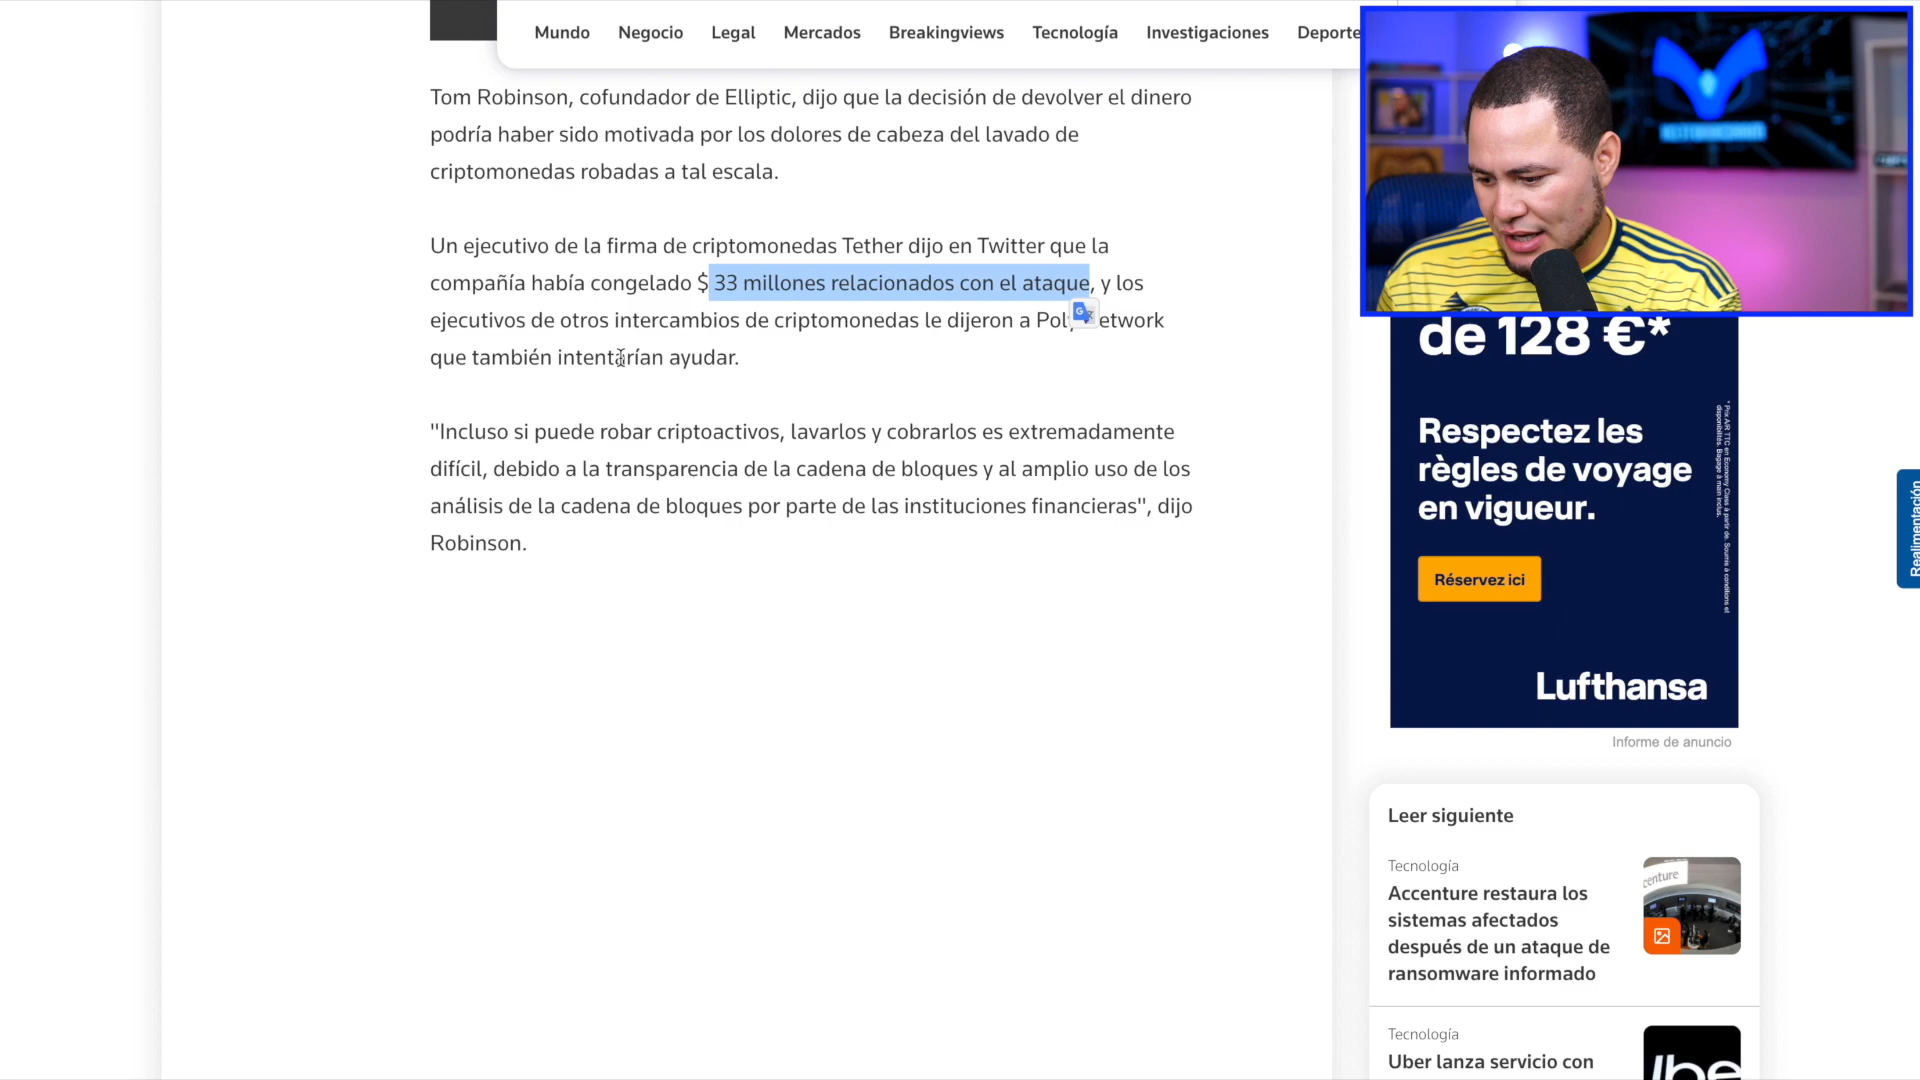 Mundo Negocio Legal Mercados Breakingviews Tecnología Investigaciones Deporte
Tom Robinson, cofundador de Elliptic, dijo que la decisión de devolver el dinero
podría haber sido motivada por los dolores de cabeza del lavado de
criptomonedas robadas a tal escala.
Un ejecutivo de la firma de criptomonedas Tether dijo en Twitter que la
compañía había congelado $ 33 millones relacionados con el ataque, y los
ejecutivos de otros intercambios de criptomonedas le dijeron a Poly etwork
que también intentarían ayudar.
"Incluso si puede robar criptoactivos, lavarlos y cobrarlos es extremadamente
difícil, debido a la transparencia de la cadena de bloques y al amplio uso de los
análisis de la cadena de bloques por parte de las instituciones financieras", dijo
Robinson.
de 128 €*
Respectez les
règles de voyage
en vigueur.
Réservez ici
Lufthansa
Informe de anuncio
Realimentación
Leer siguiente
Tecnología
Accenture restaura los
sistemas afectados
después de un ataque de
ransomware informado
centure
Tecnología
Uber lanza servicio con